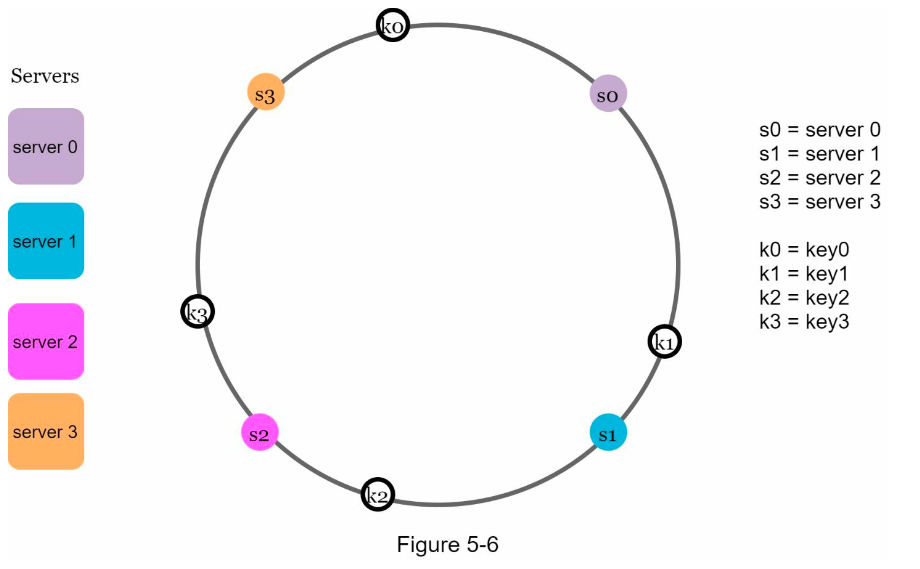 Servers
server 0
server 1
server 2
server 3
k0
s3
s0
k3
k1
s2
s1
k2
s0 = server 0
s1 = server 1
s2 = server 2
s3 = server 3
k0 = key0
k1 = key1
k2 = key2
k3 = key3
Figure 5-6